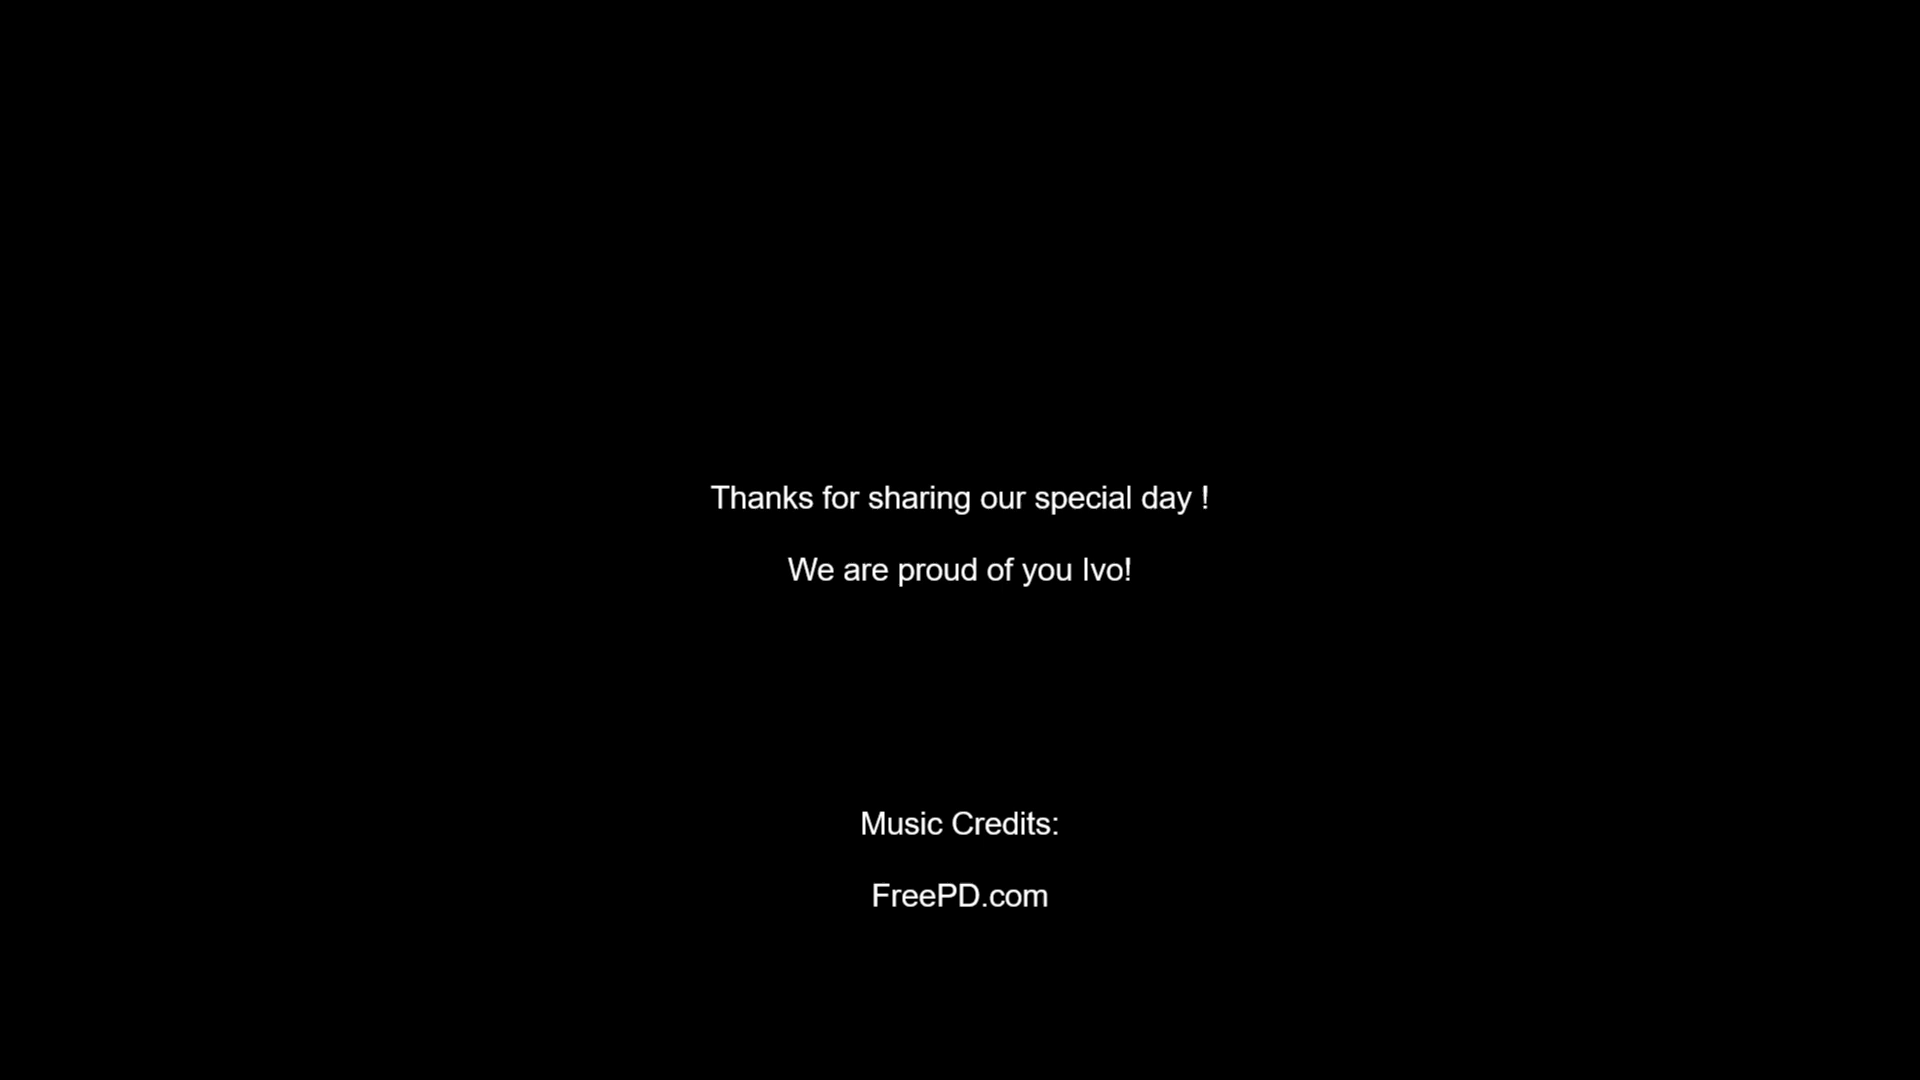 Thanks for sharing our special day !
We are proud of you Ivo!
Music Credits:
FreePD.com